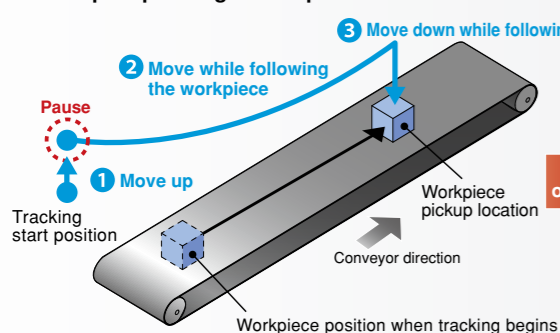 3 Move down while followin
2 Move while following
the workpiece
Pause
1 Move up
Tracking
start position
Workpiece
pickup location
Conveyor direction
Workpiece position when tracking begins